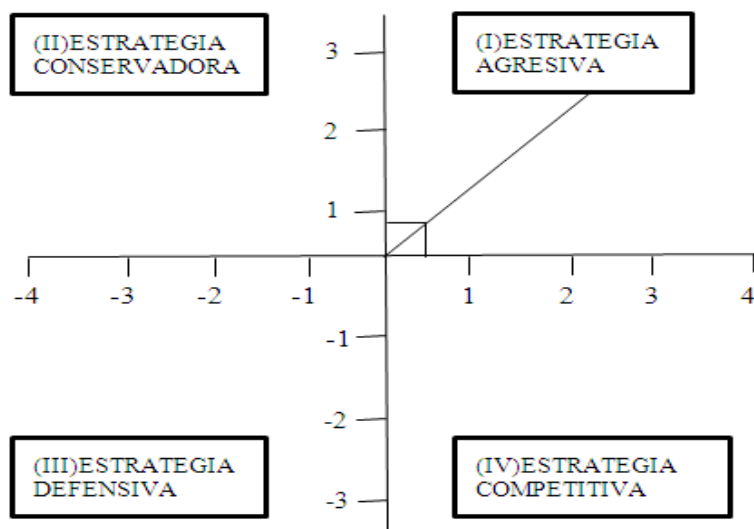 (II)ESTRATEGIA
CONSERVADORA
(I)ESTRATEGIA
AGRESIVA
3
2
1
-4 -3 -2 -1 1 2 3 4
-1
-2
-3
(III)ESTRATEGIA
DEFENSIVA
(IV)ESTRATEGIA
COMPETITIVA